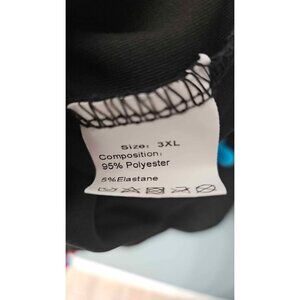 Size: 3XL
Composition:
95% Polyester
5%Elastane